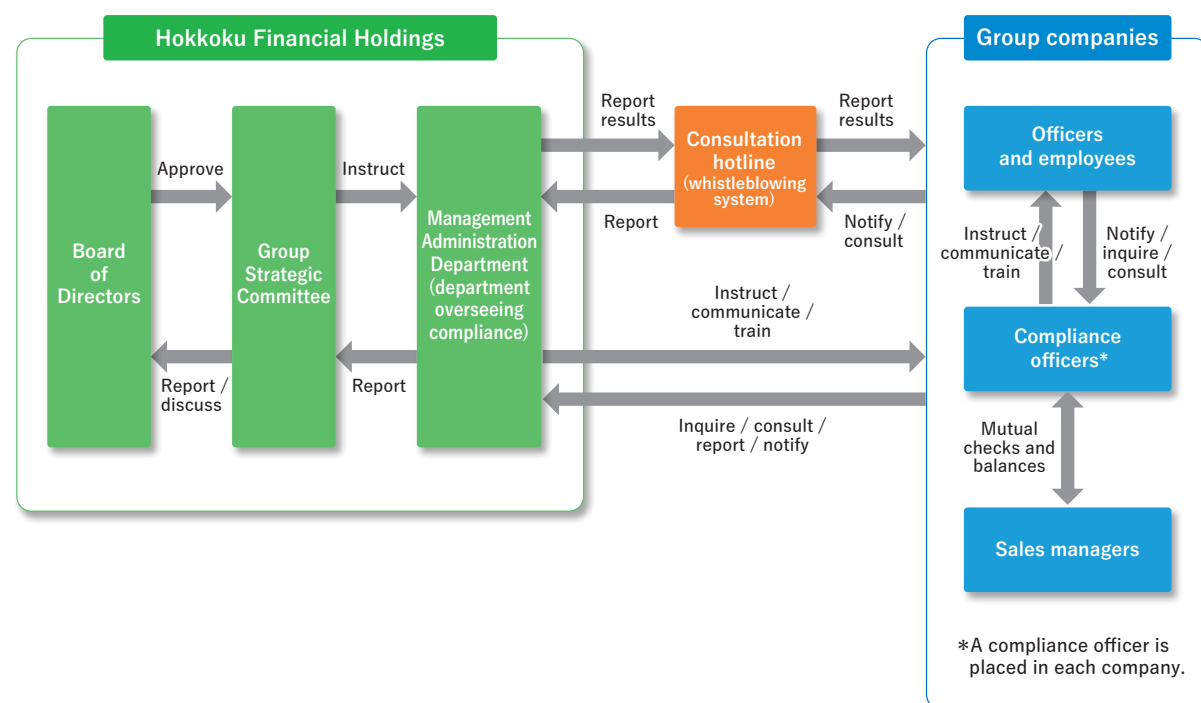 Hokkoku Financial Holdings
Group companies
Board
of
Directors
Approve
Report /
discuss
Group
Strategic
Committee
Instruct
Report
Management
Administration
Department
(department
overseeing
compliance)
Report
results
Report
Consultation
hotline
(whistleblowing
system)
Report
results
Notify /
consult
Instruct /
communicate /
train
Inquire / consult /
report / notify
Officers
and employees
Instruct /
communicate /
train
Notify /
inquire /
consult
Compliance
officers*
Mutual
checks and
balances
Sales managers
*A compliance officer is
placed in each company.